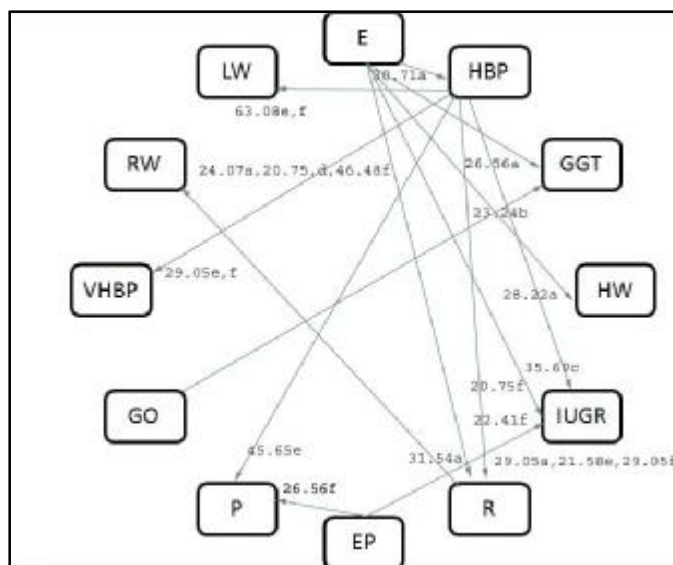 E
LW
HBP
30.71a
63.08e,f
RW
24.07a,20.75,d,46.48f
26.56a
GGT
23.24b
VHBP
29.05e,f
28.22a
HW
35.69c
GO
20.75f
22.41f
IUGR
45.65e
31.54a
29.05a,21.58e,29.05f
P
26.56f
R
EP